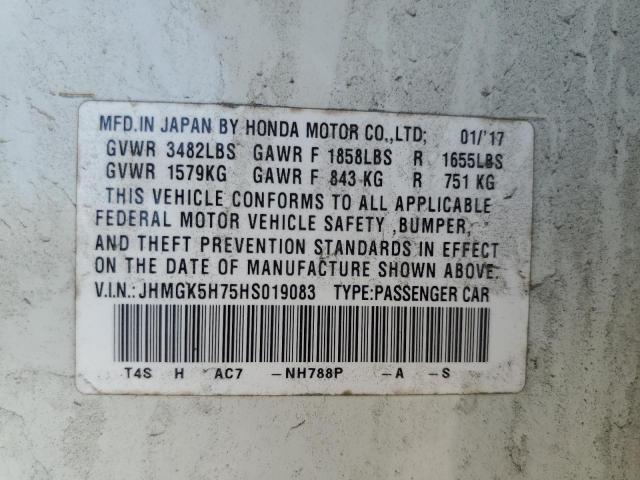 MFD.IN JAPAN BY HONDA MOTOR CO.,LTD; 01/'17
GVWR 3482LBS GAWR F 1858LBS R 1655LBS
GVWR 1579KG GAWR F 843 KG R 751 KG
THIS VEHICLE CONFORMS TO ALL APPLICABLE
FEDERAL MOTOR VEHICLE SAFETY ,BUMPER,
AND THEFT PREVENTION STANDARDS IN EFFECT
ON THE DATE OF MANUFACTURE SHOWN ABOVE.
V.I.N.:JHMGK5H75HS019083 TYPE:PASSENGER CAR
T4S H AC7 -NH788P -A -S